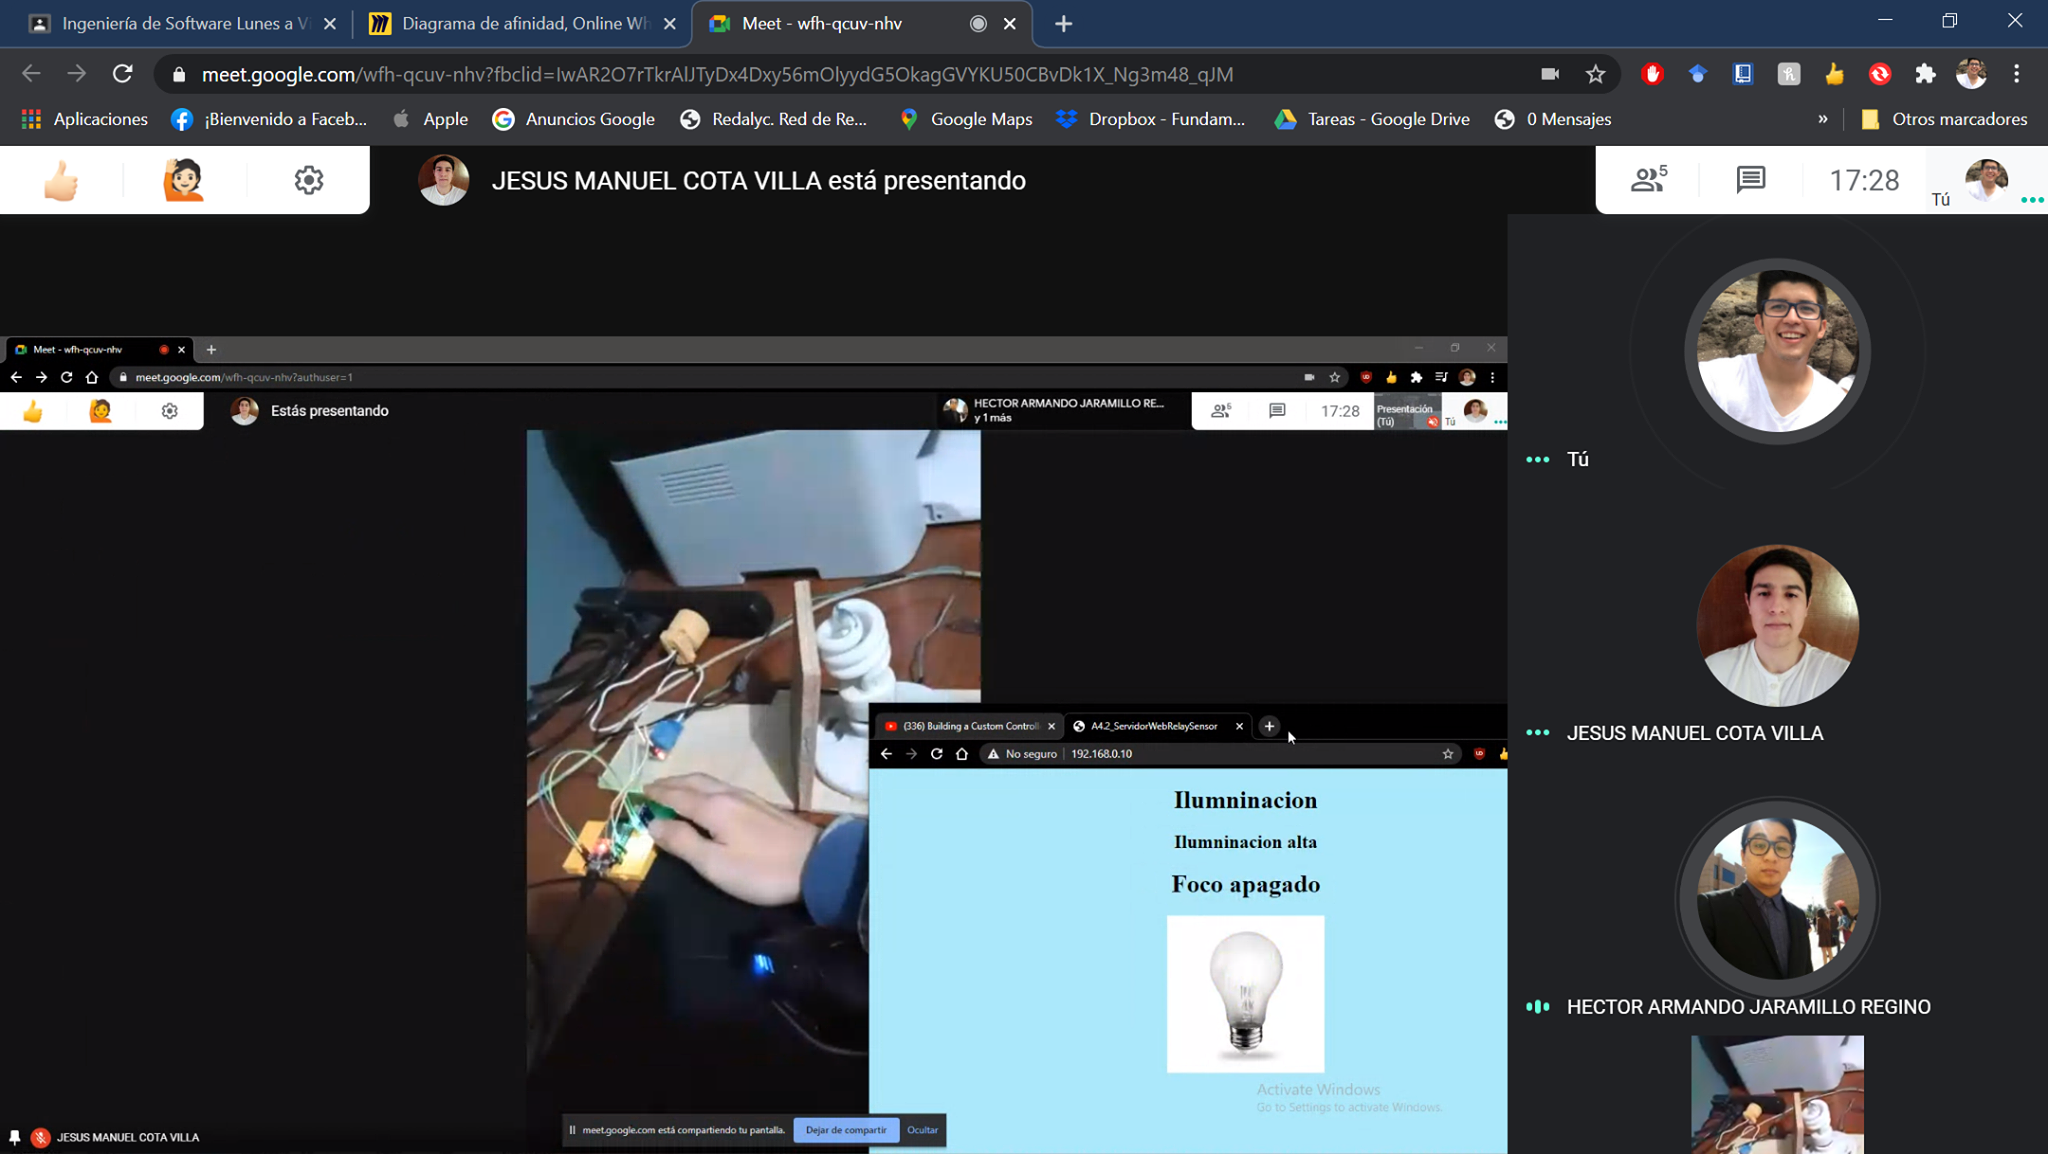 Ingeniería de Software Lunes a Vi
Diagrama de afinidad, Online Wh
Meet - wfh-qcuv-nhv
meet.google.com/wfh-qcuv-nhv?fbclid=IwAR2O7rTkrAlJTyDx4Dxy56mOlyydG5OkagGVYKU50CBvDk1X_Ng3m48_qJM
Aplicaciones
¡Bienvenido a Faceb...
Apple
Anuncios Google
Redalyc. Red de Re...
Google Maps
Dropbox - Fundam...
Tareas - Google Drive
0 Mensajes
»
Otros marcadores
JESUS MANUEL COTA VILLA está presentando
5
17:28
Tú
Meet - wfh-qcuv-nhv
meet.google.com/wfh-qcuv-nhv?authuser=1
Estás presentando
HECTOR ARMANDO JARAMILLO RE...
y 1 más
5
17:28
Presentación
(Tú)
Tú
Tú
JESUS MANUEL COTA VILLA
HECTOR ARMANDO JARAMILLO REGINO
(336) Building a Custom Controll
A4.2_ServidorWebRelaySensor
No seguro
192.168.0.10
Ilumninacion
Ilumninacion alta
Foco apagado
Activate Windows
Go to Settings to activate Windows.
meet.google.com está compartiendo tu pantalla.
Dejar de compartir
Ocultar
JESUS MANUEL COTA VILLA